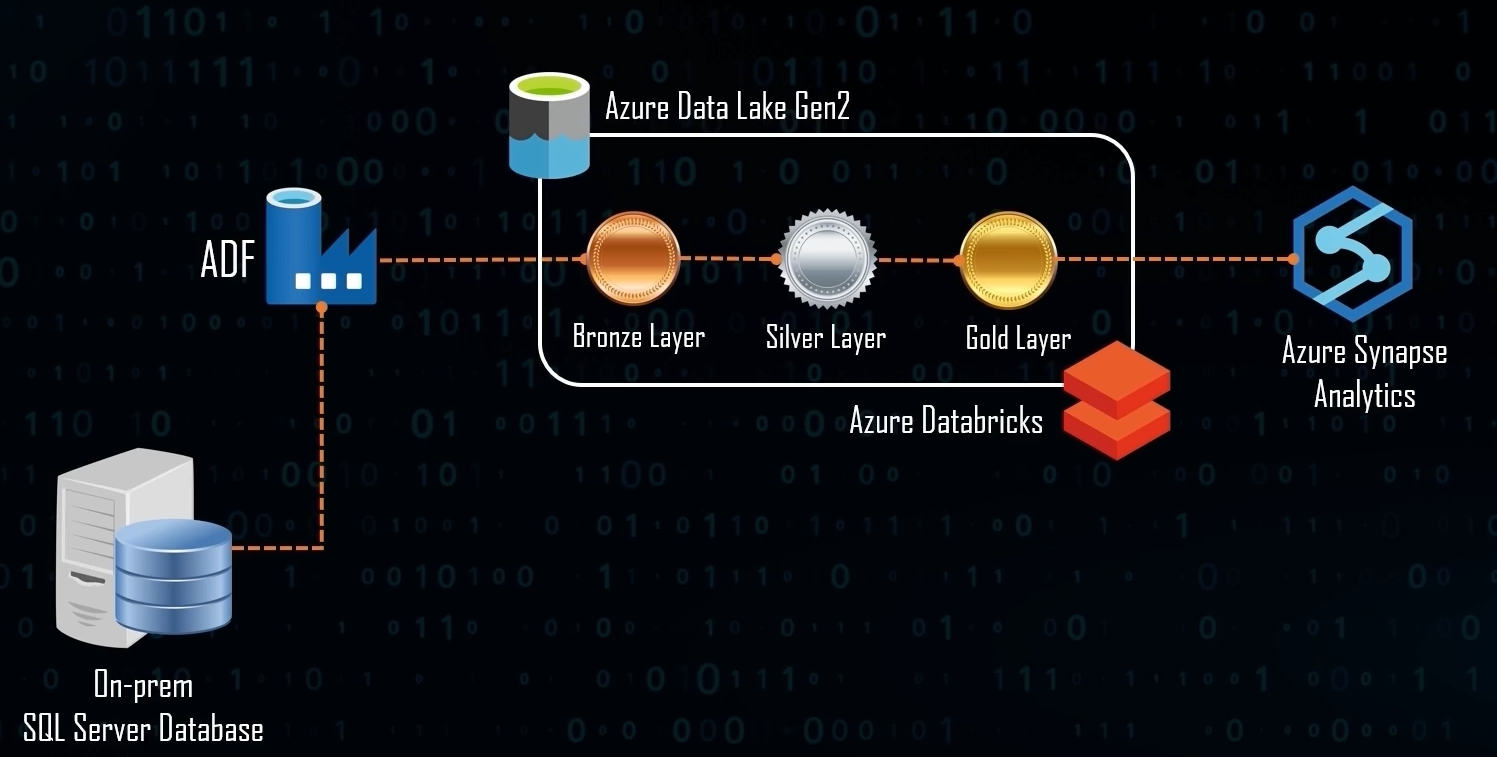 Azure Data Lake Gen2
ADF
Bronze Layer
Silver Layer
Gold Layer
Azure Synapse
Analytics
Azure Databricks
On-prem
SQL Server Database